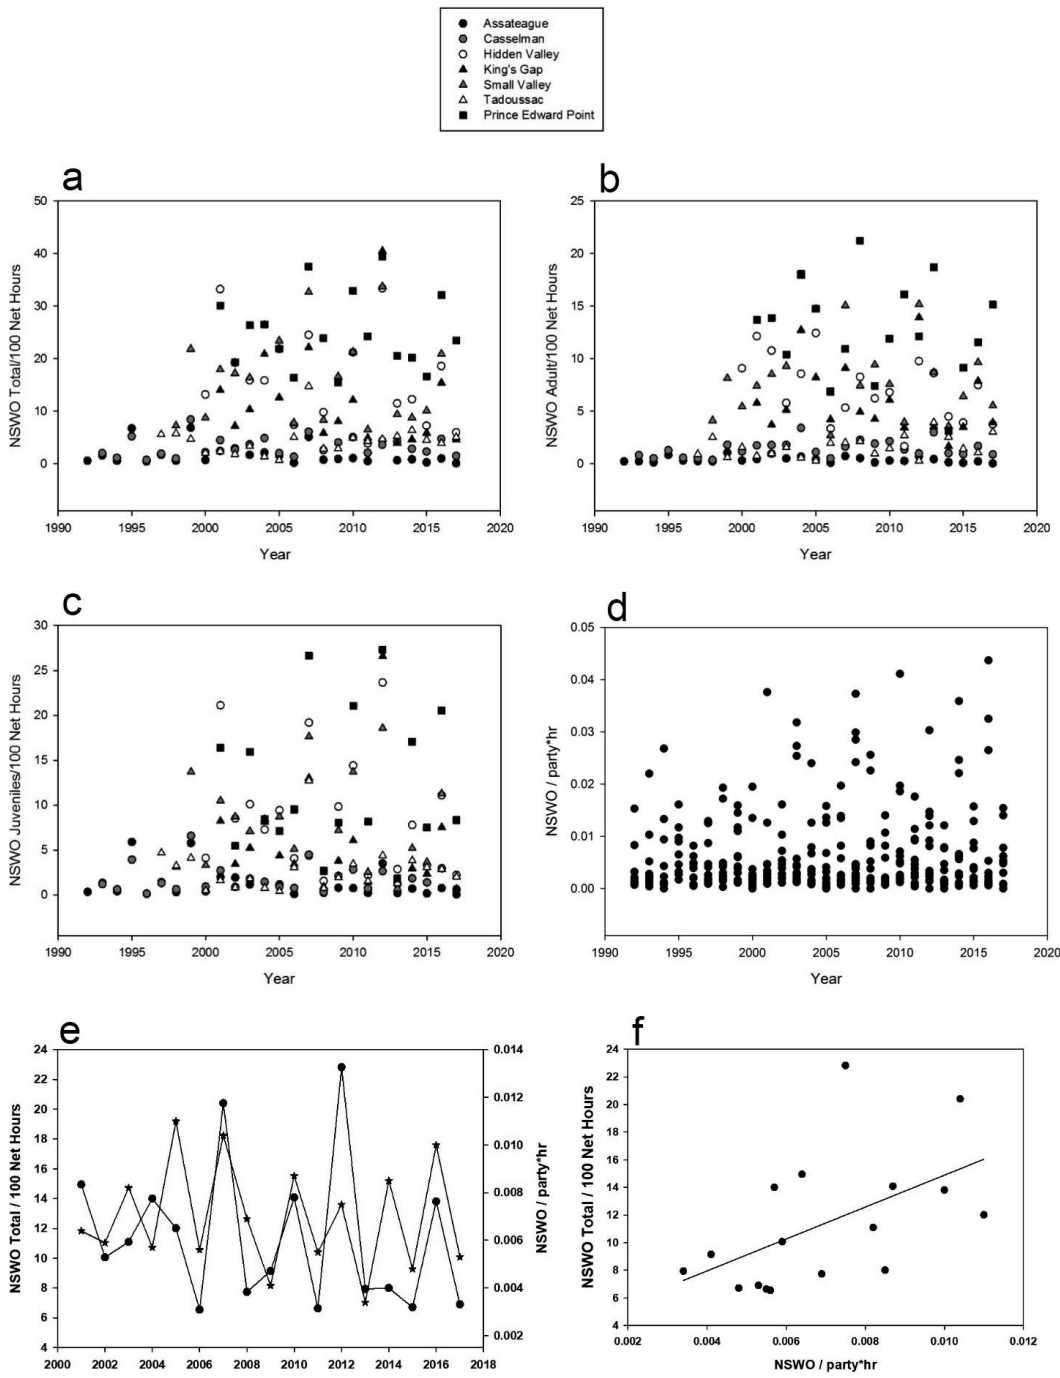 Assateague
Casselman
Hidden Valley
King's Gap
Small Valley
Tadoussac
Prince Edward Point
a
50
40
30
20
10
0
NSWO Total/100 Net Hours
1990 1995 2000 2005 2010 2015 2020
Year
b
25
20
15
10
5
0
NSWO Adult/100 Net Hours
1990 1995 2000 2005 2010 2015 2020
Year
c
30
25
20
15
10
5
0
NSWO Juveniles/100 Net Hours
1990 1995 2000 2005 2010 2015 2020
Year
d
0.05
0.04
0.03
0.02
0.01
0.00
NSWO / party*hr
1990 1995 2000 2005 2010 2015 2020
Year
e
24
22
20
18
16
14
12
10
8
6
4
NSWO Total / 100 Net Hours
0.014
0.012
0.010
0.008
0.006
0.004
0.002
NSWO / party*hr
2000 2002 2004 2006 2008 2010 2012 2014 2016 2018
f
24
22
20
18
16
14
12
10
8
6
4
NSWO Total / 100 Net Hours
0.002 0.004 0.006 0.008 0.010 0.012
NSWO / party*hr